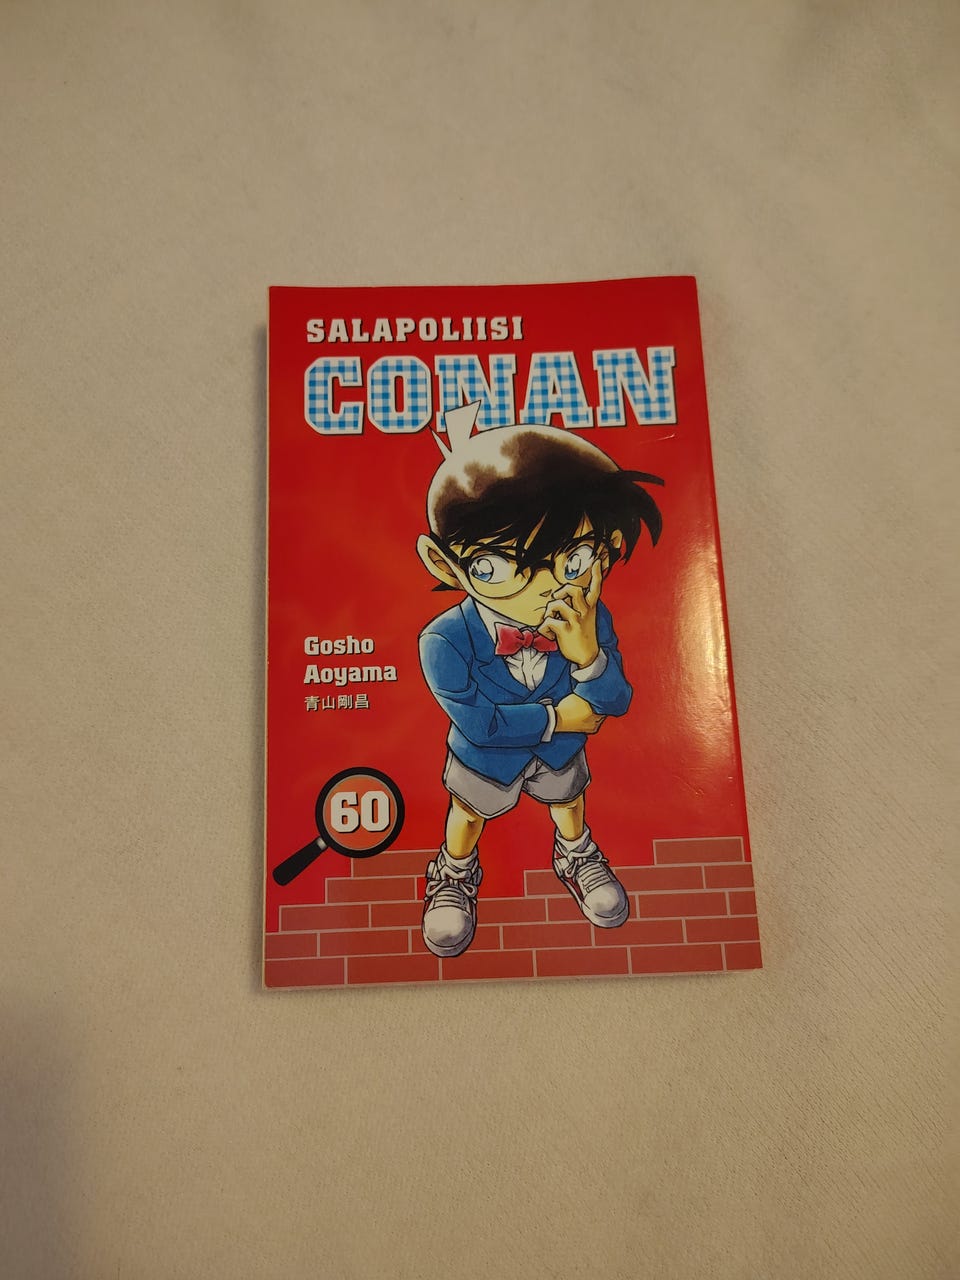 SALAPOLIISI
CONAN
Gosho
Aoyama
青山剛昌
60